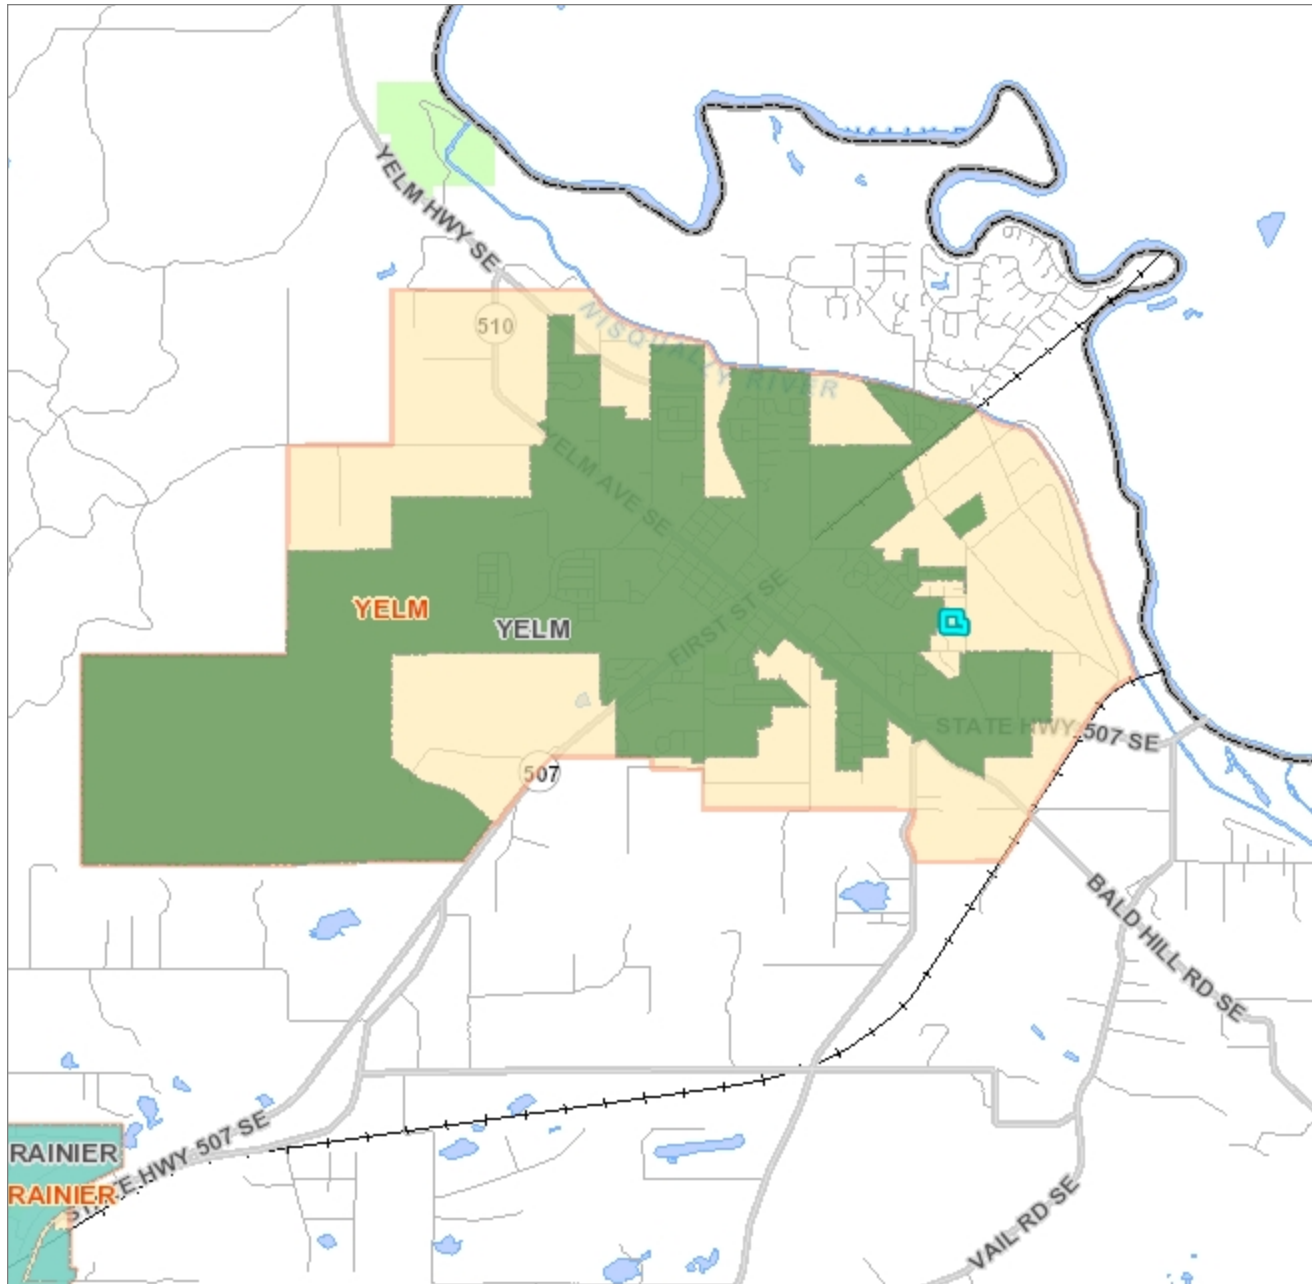 YELM HWY SE
510
NISQUALLY RIVER
YELM AVE SE
FIRST ST SE
YELM
YELM
STATE HWY 507 SE
507
BALD HILL RD SE
RAINIER
STATE HWY 507 SE
RAINIER
VAIL RD SE